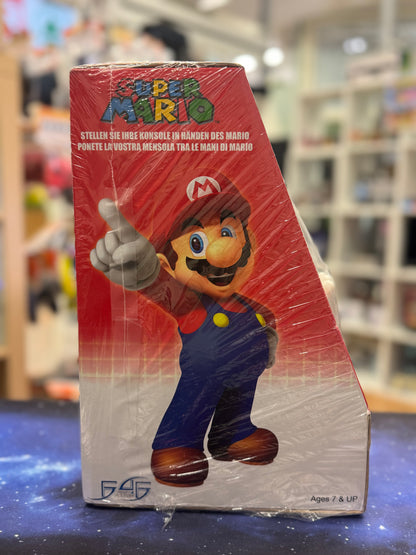 SUPER
MARIO
STELLEN SIE IHRE KONSOLE IN HÄNDEN DES MARIO
PONETE LA VOSTRA MENSOLA TRA LE MANI DI MARIO
M
F4F
Ages 7 & UP